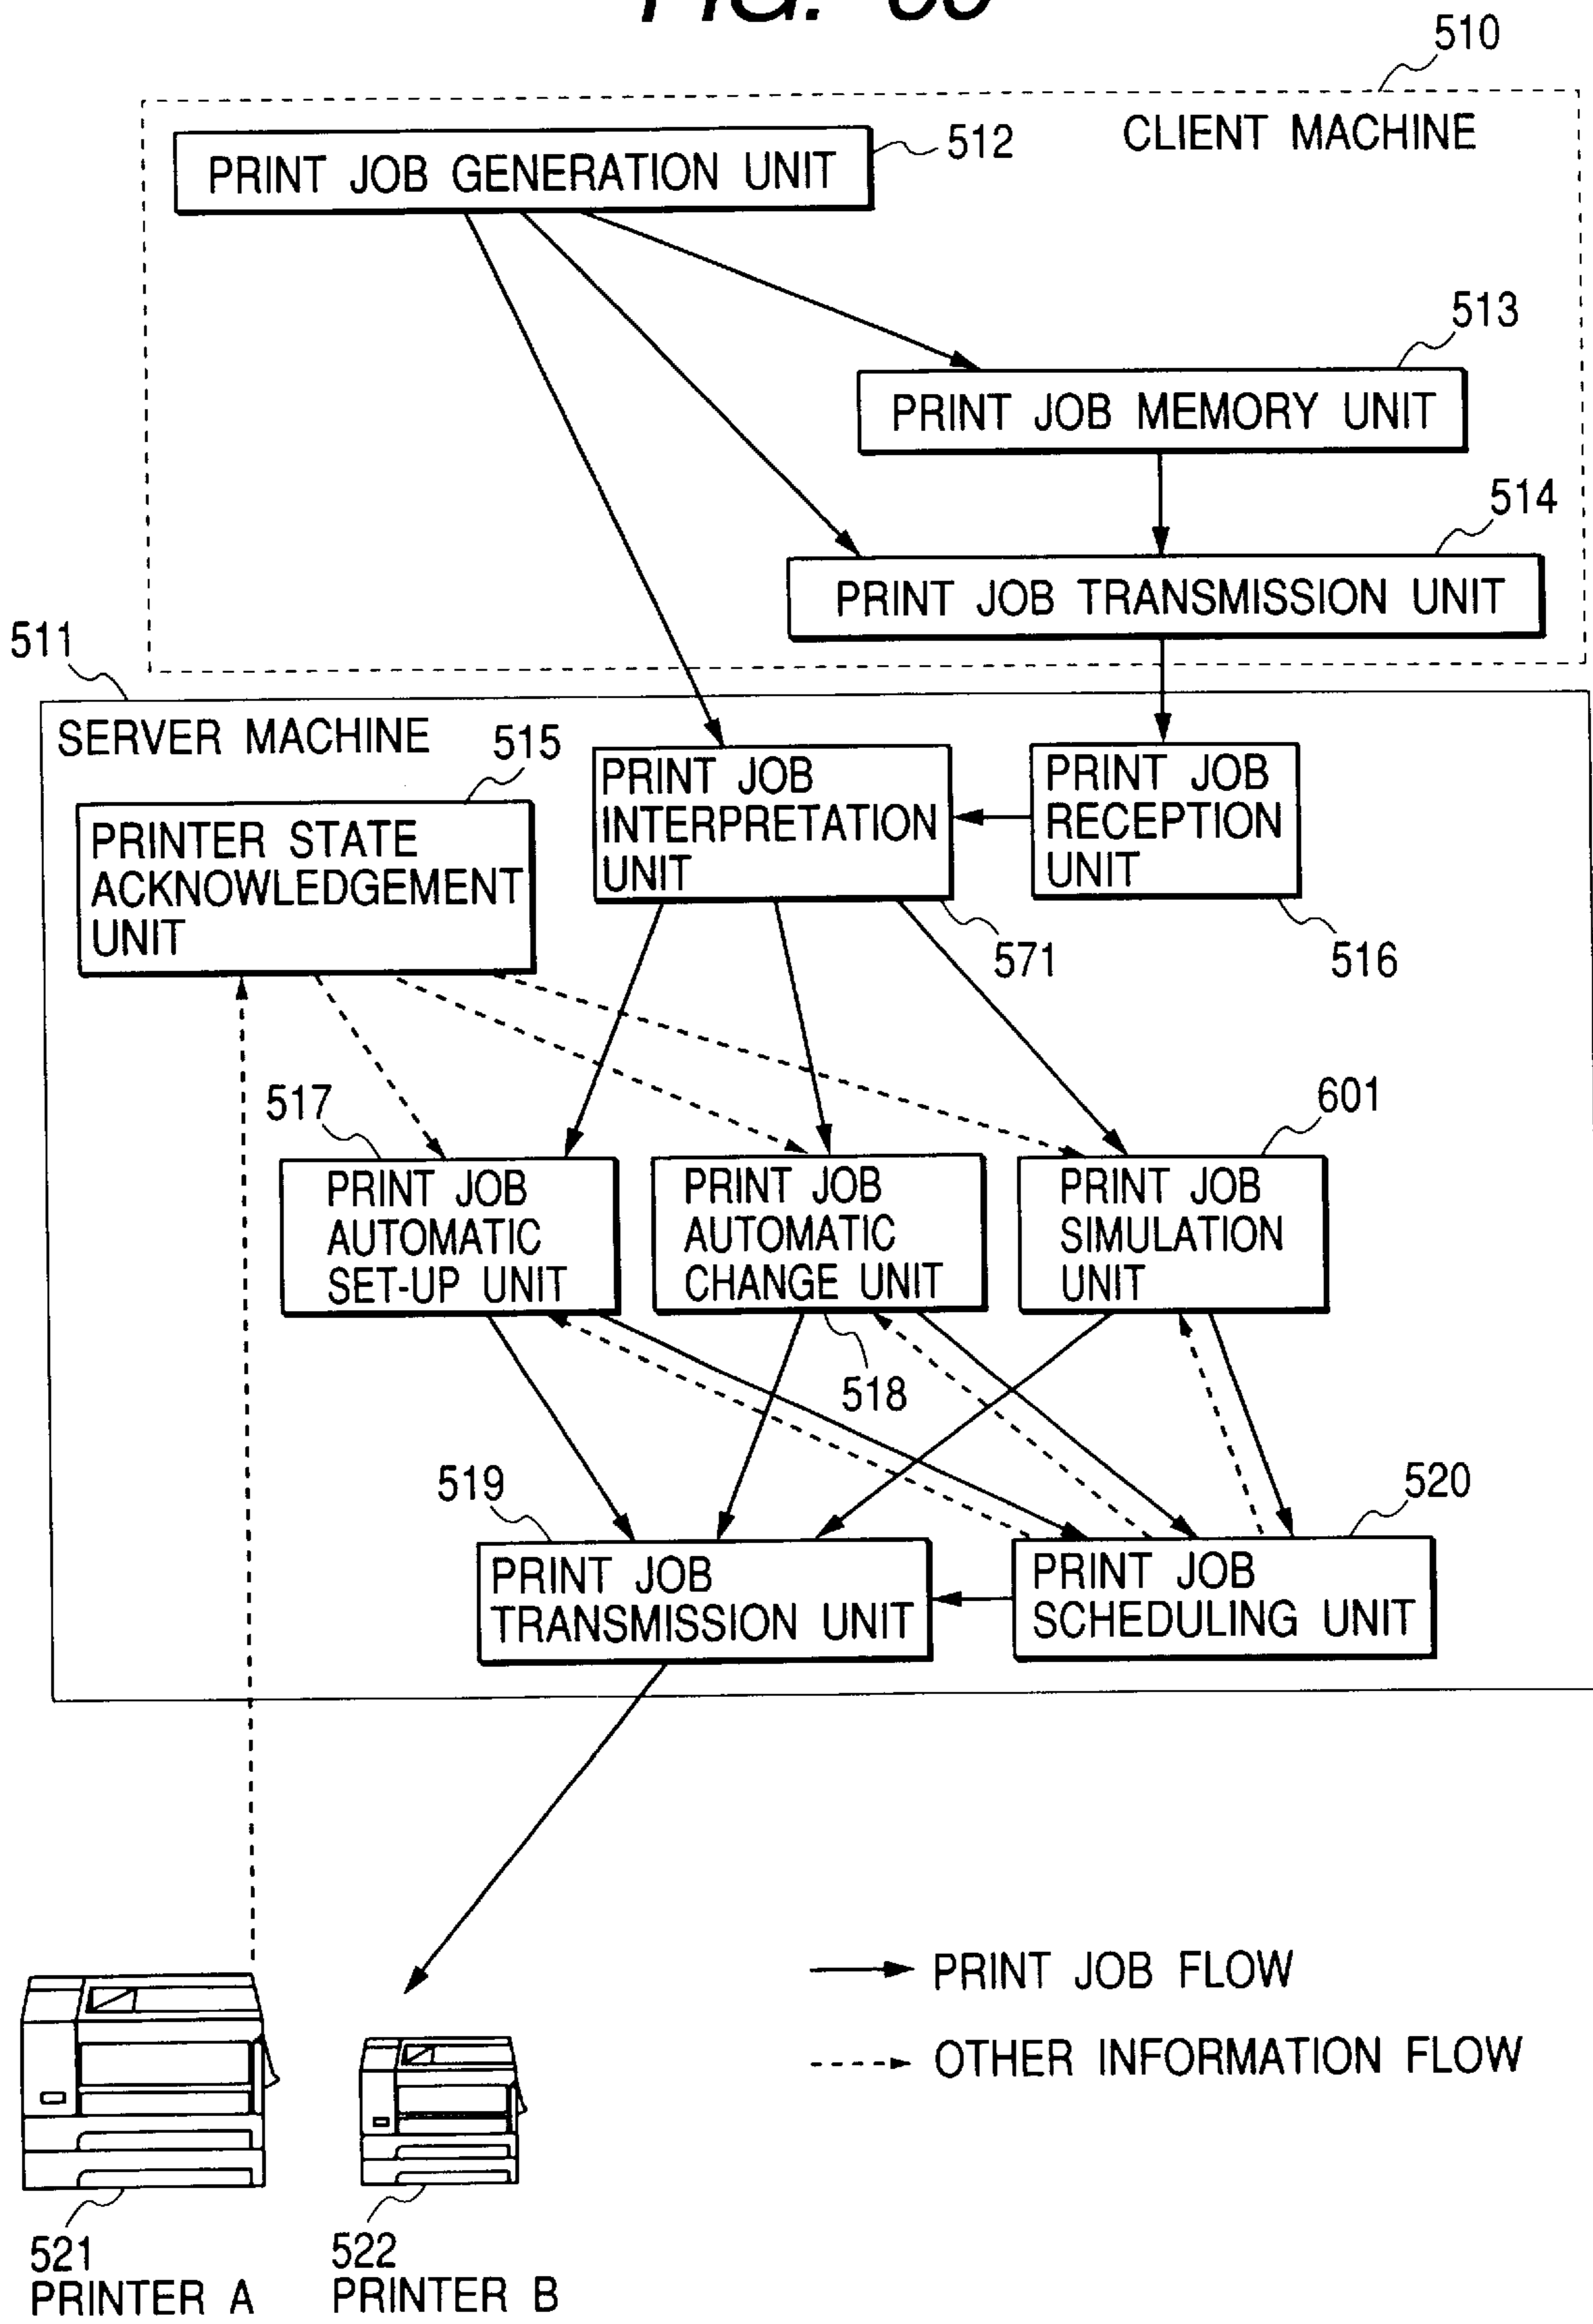 510
CLIENT MACHINE
PRINT JOB GENERATION UNIT
512
513
PRINT JOB MEMORY UNIT
514
PRINT JOB TRANSMISSION UNIT
511
SERVER MACHINE
515
PRINTER STATE
ACKNOWLEDGEMENT
UNIT
PRINT JOB
INTERPRETATION
UNIT
571
PRINT JOB
RECEPTION
UNIT
516
517
PRINT JOB
AUTOMATIC
SET-UP UNIT
PRINT JOB
AUTOMATIC
CHANGE UNIT
518
601
PRINT JOB
SIMULATION
UNIT
519
PRINT JOB
TRANSMISSION UNIT
520
PRINT JOB
SCHEDULING UNIT
PRINT JOB FLOW
OTHER INFORMATION FLOW
521
PRINTER A
522
PRINTER B